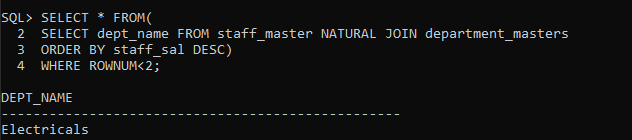 SQL> SELECT * FROM(
  2  SELECT dept_name FROM staff_master NATURAL JOIN department_masters
  3  ORDER BY staff_sal DESC)
  4  WHERE ROWNUM<2;

DEPT_NAME
--------------------------------------------------
Electricals